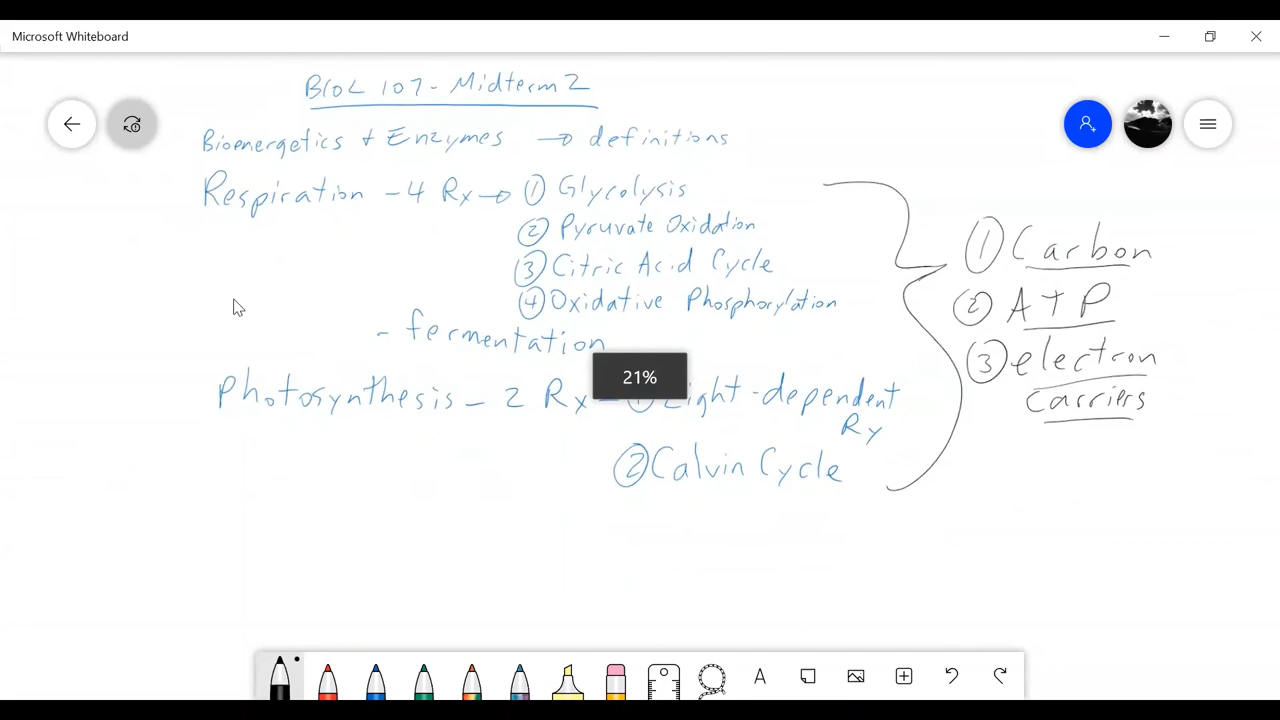 Microsoft Whiteboard
BIOL 107 - Midterm 2
Bioenergetics + Enzymes → definitions
Respiration - 4 Rx → ① Glycolysis
② Pyruvate Oxidation
③ Citric Acid Cycle
④ Oxidative Phosphorylation
- fermentation
Photosynthesis - 2 Rx - ① Light-dependent
Rx
② Calvin Cycle
① Carbon
② ATP
③ electron
carriers
21%
A